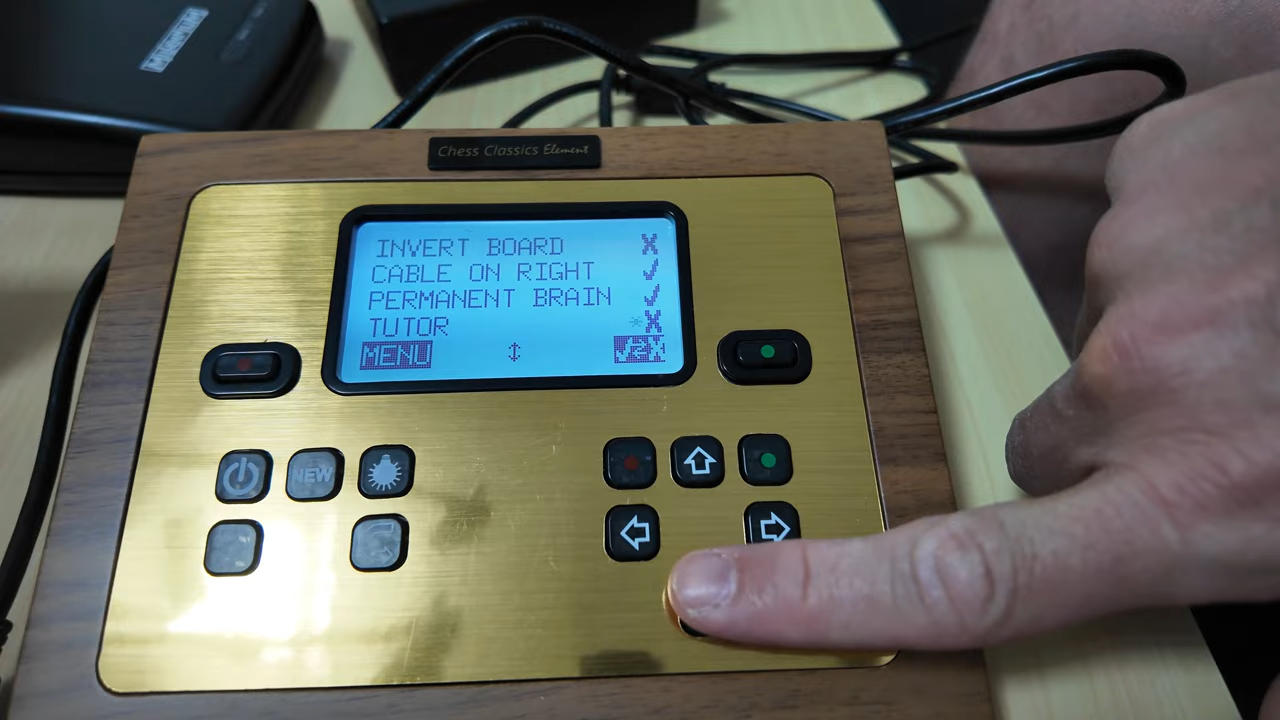 Chess Classics Element
INVERT BOARD X
CABLE ON RIGHT ✓
PERMANENT BRAIN ✓
TUTOR X
MENU ↕
NEW